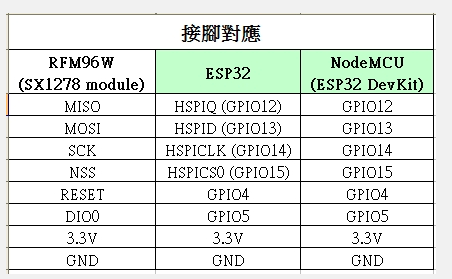 接腳對應
RFM96W (SX1278 module) ESP32 NodeMCU (ESP32 DevKit)
MISO HSPIQ (GPIO12) GPIO12
MOSI HSPID (GPIO13) GPIO13
SCK HSPICLK (GPIO14) GPIO14
NSS HSPICS0 (GPIO15) GPIO15
RESET GPIO4 GPIO4
DIO0 GPIO5 GPIO5
3.3V 3.3V 3.3V
GND GND GND